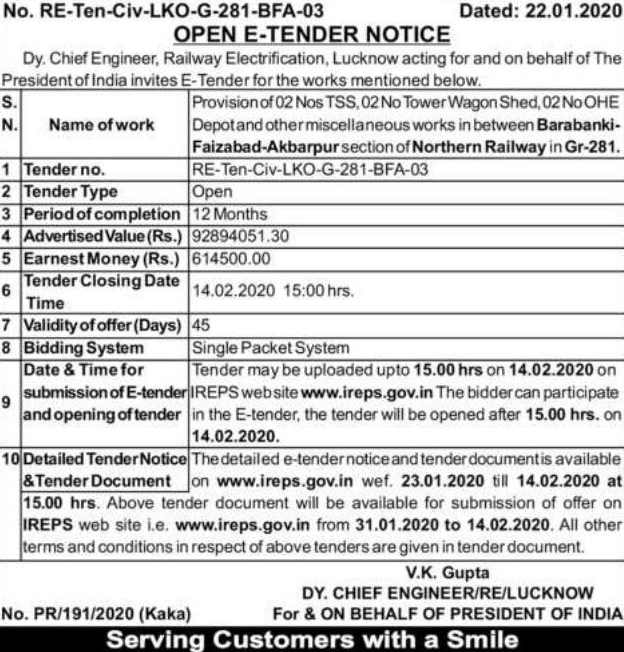 No. RE-Ten-Civ-LKO-G-281-BFA-03 Dated: 22.01.2020
OPEN E-TENDER NOTICE
Dy. Chief Engineer, Railway Electrification, Lucknow acting for and on behalf of The
President of India invites E-Tender for the works mentioned below.
S. N. Name of work Provision of 02 Nos TSS, 02 No Tower Wagon Shed, 02 No OHE
Depot and other miscellaneous works in between Barabanki-
Faizabad-Akbarpur section of Northern Railway in Gr-281.
1 Tender no. RE-Ten-Civ-LKO-G-281-BFA-03
2 Tender Type Open
3 Period of completion 12 Months
4 Advertised Value (Rs.) 92894051.30
5 Earnest Money (Rs.) 614500.00
6 Tender Closing Date
Time 14.02.2020 15:00 hrs.
7 Validity of offer (Days) 45
8 Bidding System Single Packet System
9 Date & Time for
submission of E-tender
and opening of tender
Tender may be uploaded upto 15.00 hrs on 14.02.2020 on
IREPS web site www.ireps.gov.in The bidder can participate
in the E-tender, the tender will be opened after 15.00 hrs. on
14.02.2020.
10 Detailed Tender Notice The detailed e-tender notice and tender document is available
& Tender Document on www.ireps.gov.in wef. 23.01.2020 till 14.02.2020 at
15.00 hrs. Above tender document will be available for submission of offer on
IREPS web site i.e. www.ireps.gov.in from 31.01.2020 to 14.02.2020. All other
terms and conditions in respect of above tenders are given in tender document.
V.K. Gupta
DY. CHIEF ENGINEER/RE/LUCKNOW
No. PR/191/2020 (Kaka) For & ON BEHALF OF PRESIDENT OF INDIA
Serving Customers with a Smile